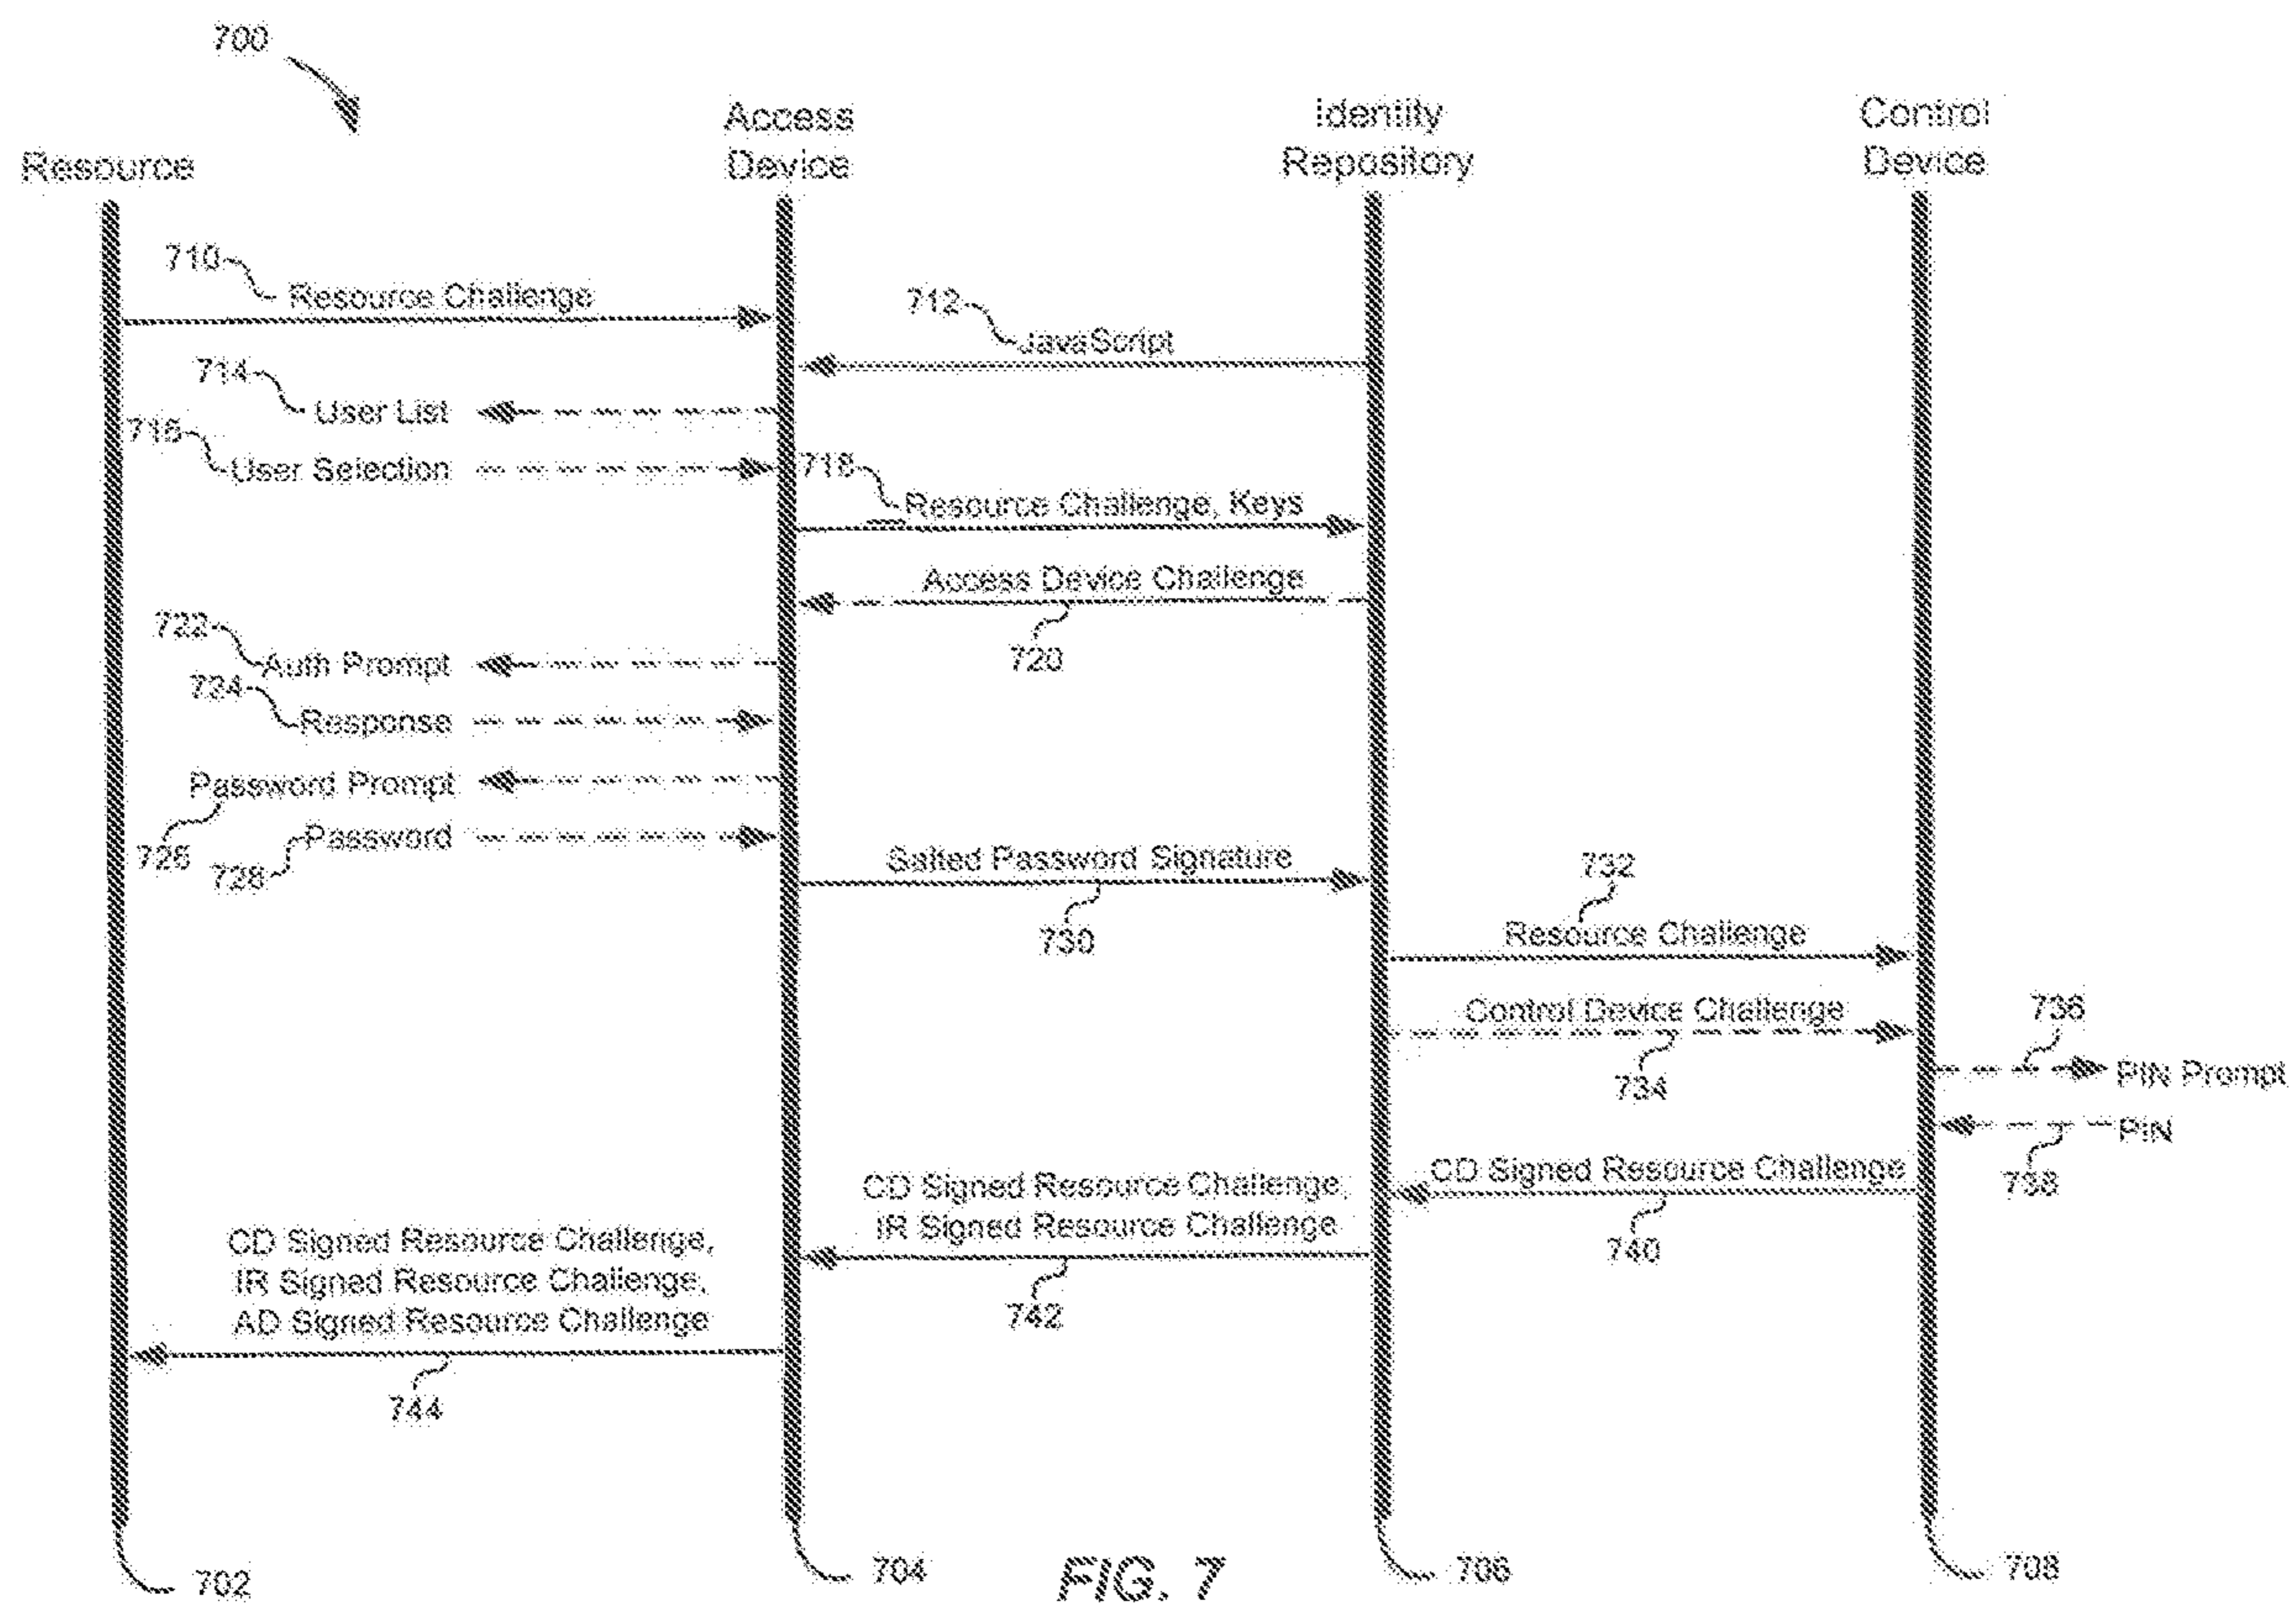 700
Resource
Access
Device
Identity
Repository
Control
Device
710
Resource Challenge
712
JavaScript
714
User List
716
User Selection
718
Resource Challenge, Keys
Access Device Challenge
720
722
Auth Prompt
724
Response
Password Prompt
726
Password
728
Salted Password Signature
730
732
Resource Challenge
Control Device Challenge
734
736
PIN Prompt
PIN
738
CD Signed Resource Challenge
740
CD Signed Resource Challenge,
IR Signed Resource Challenge
742
CD Signed Resource Challenge,
IR Signed Resource Challenge,
AD Signed Resource Challenge
744
702
704
FIG. 7
706
708